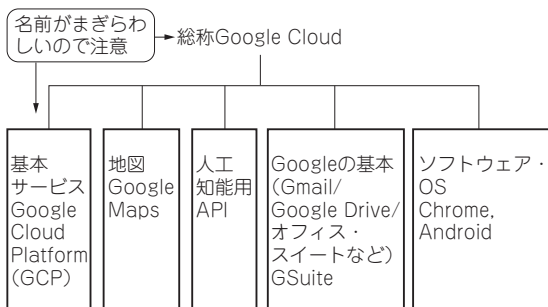 名前がまぎらわ
しいので注意
総称Google Cloud
基本
サービス
Google
Cloud
Platform
(GCP)
地図
Google
Maps
人工
知能用
API
Googleの基本
(Gmail/
Google Drive/
オフィス・
スイートなど)
GSuite
ソフトウェア・
OS
Chrome,
Android